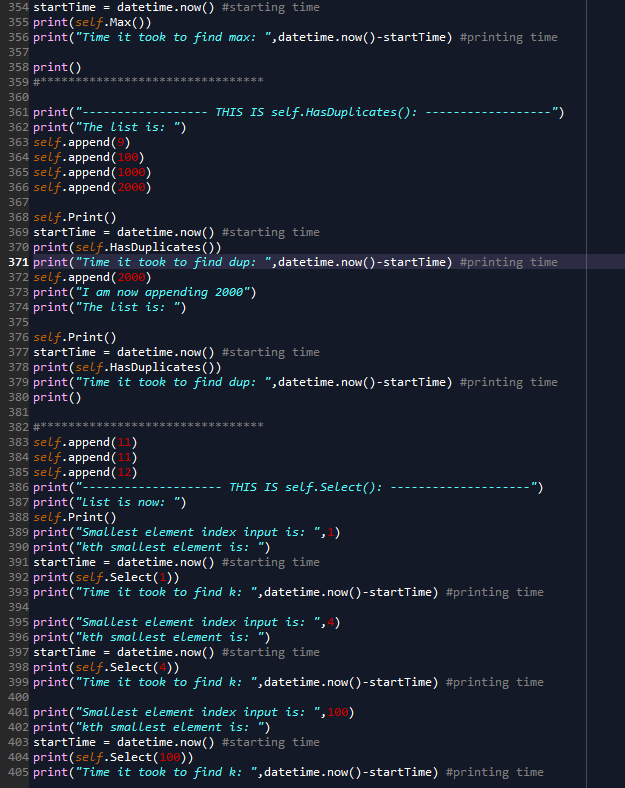 354 startTime = datetime.now() #starting time
355 print(self.Max())
356 print("Time it took to find max: ",datetime.now()-startTime) #printing time
357
358 print()
359 #********************************
360
361 print("------------------ THIS IS self.HasDuplicates(): ------------------")
362 print("The list is: ")
363 self.append(9)
364 self.append(100)
365 self.append(1000)
366 self.append(2000)
367
368 self.Print()
369 startTime = datetime.now() #starting time
370 print(self.HasDuplicates())
371 print("Time it took to find dup: ",datetime.now()-startTime) #printing time
372 self.append(2000)
373 print("I am now appending 2000")
374 print("The list is: ")
375
376 self.Print()
377 startTime = datetime.now() #starting time
378 print(self.HasDuplicates())
379 print("Time it took to find dup: ",datetime.now()-startTime) #printing time
380 print()
381
382 #********************************
383 self.append(11)
384 self.append(11)
385 self.append(12)
386 print("-------------------- THIS IS self.Select(): --------------------")
387 print("List is now: ")
388 self.Print()
389 print("Smallest element index input is: ",1)
390 print("kth smallest element is: ")
391 startTime = datetime.now() #starting time
392 print(self.Select(1))
393 print("Time it took to find k: ",datetime.now()-startTime) #printing time
394
395 print("Smallest element index input is: ",4)
396 print("kth smallest element is: ")
397 startTime = datetime.now() #starting time
398 print(self.Select(4))
399 print("Time it took to find k: ",datetime.now()-startTime) #printing time
400
401 print("Smallest element index input is: ",100)
402 print("kth smallest element is: ")
403 startTime = datetime.now() #starting time
404 print(self.Select(100))
405 print("Time it took to find k: ",datetime.now()-startTime) #printing time